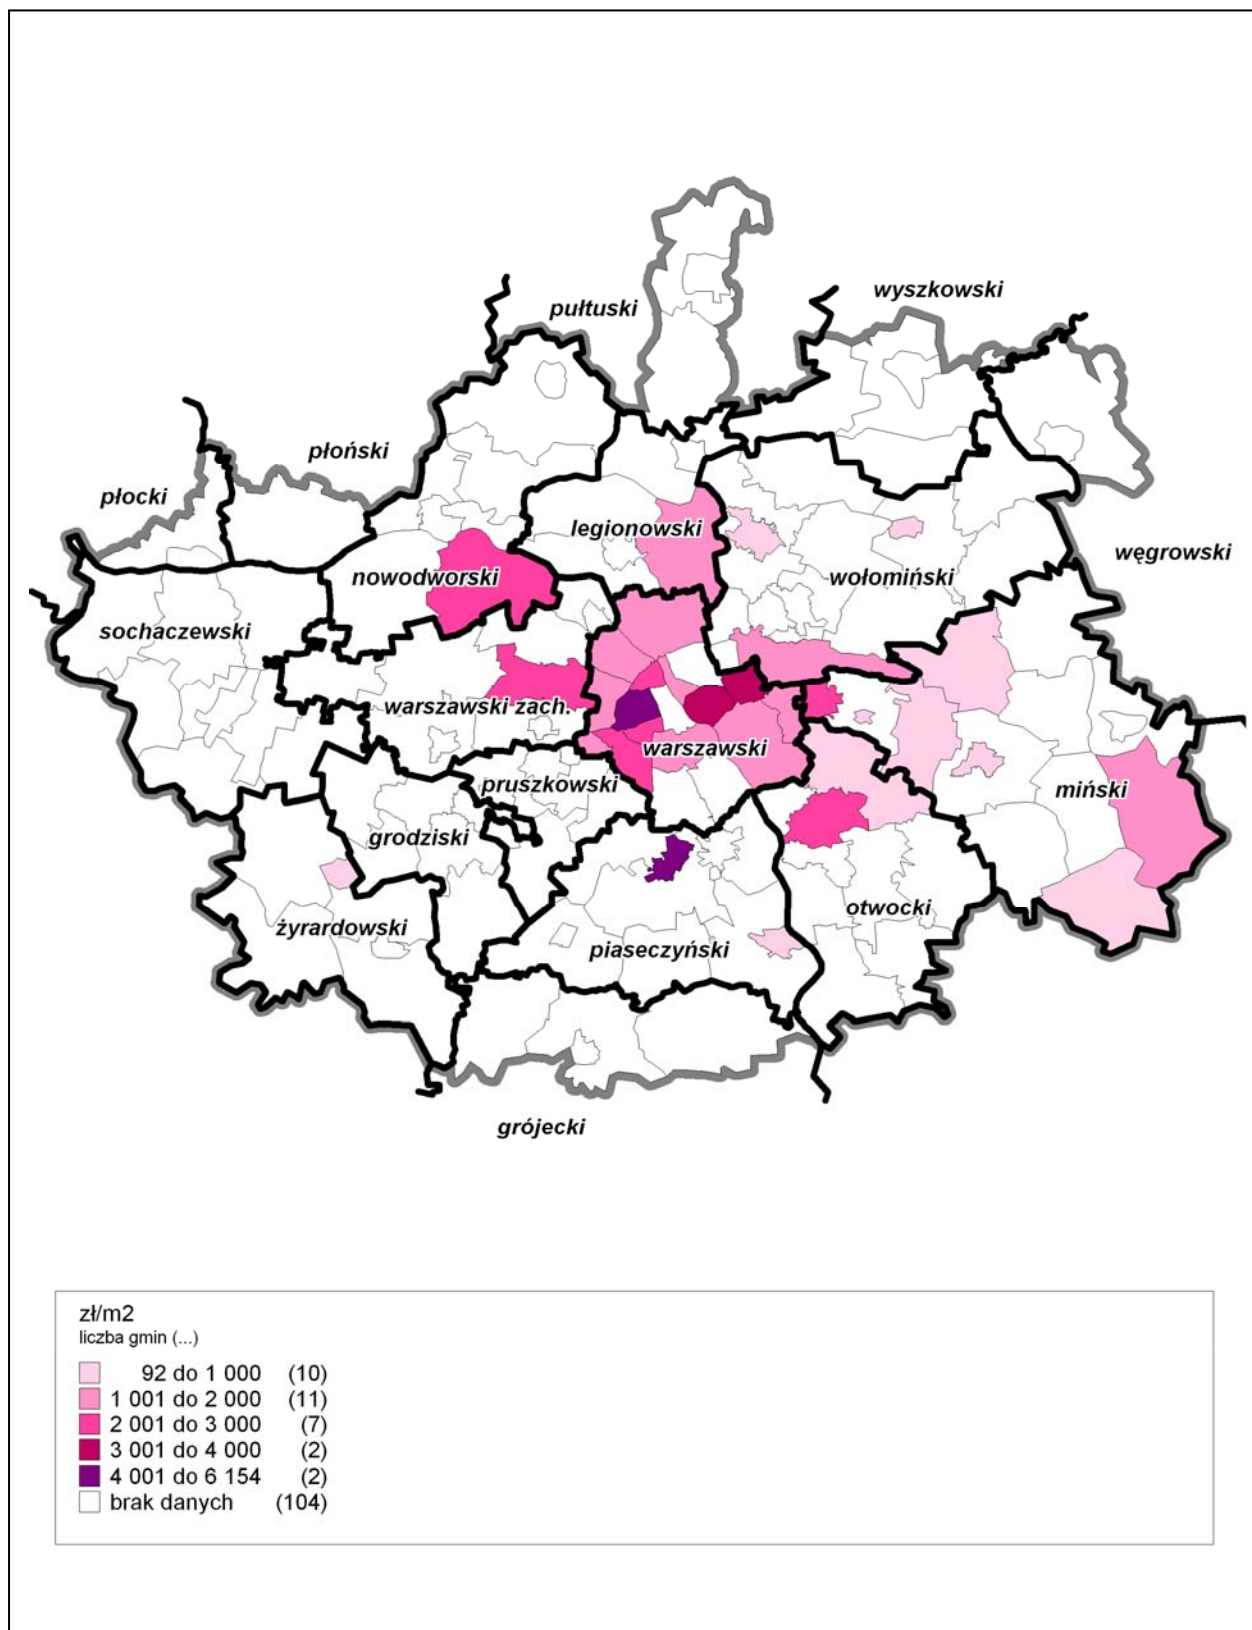 wyszkowski
pułtuski
płoński
płocki
legionowski
węgrowski
nowodworski
wołomiński
sochaczewski
warszawski zach.
warszawski
pruszkowski
miński
grodziski
otwocki
żyrardowski
piaseczyński
grójecki
zł/m2
liczba gmin (...)
92 do 1 000 (10)
1 001 do 2 000 (11)
2 001 do 3 000 (7)
3 001 do 4 000 (2)
4 001 do 6 154 (2)
brak danych (104)